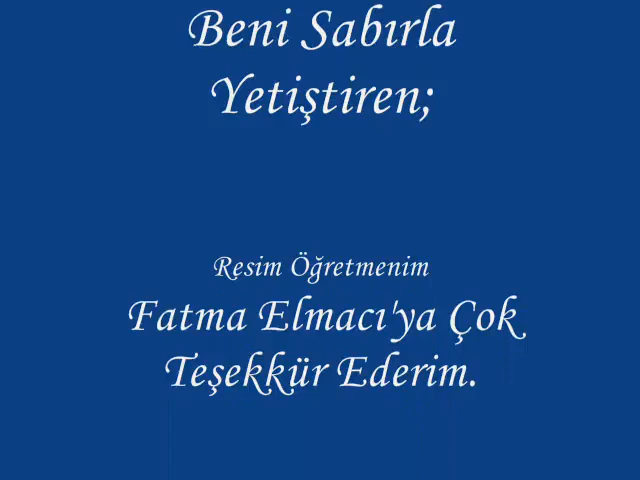 Beni Sabırla
Yetiştiren;
Resim Öğretmenim
Fatma Elmacı'ya Çok
Teşekkür Ederim.